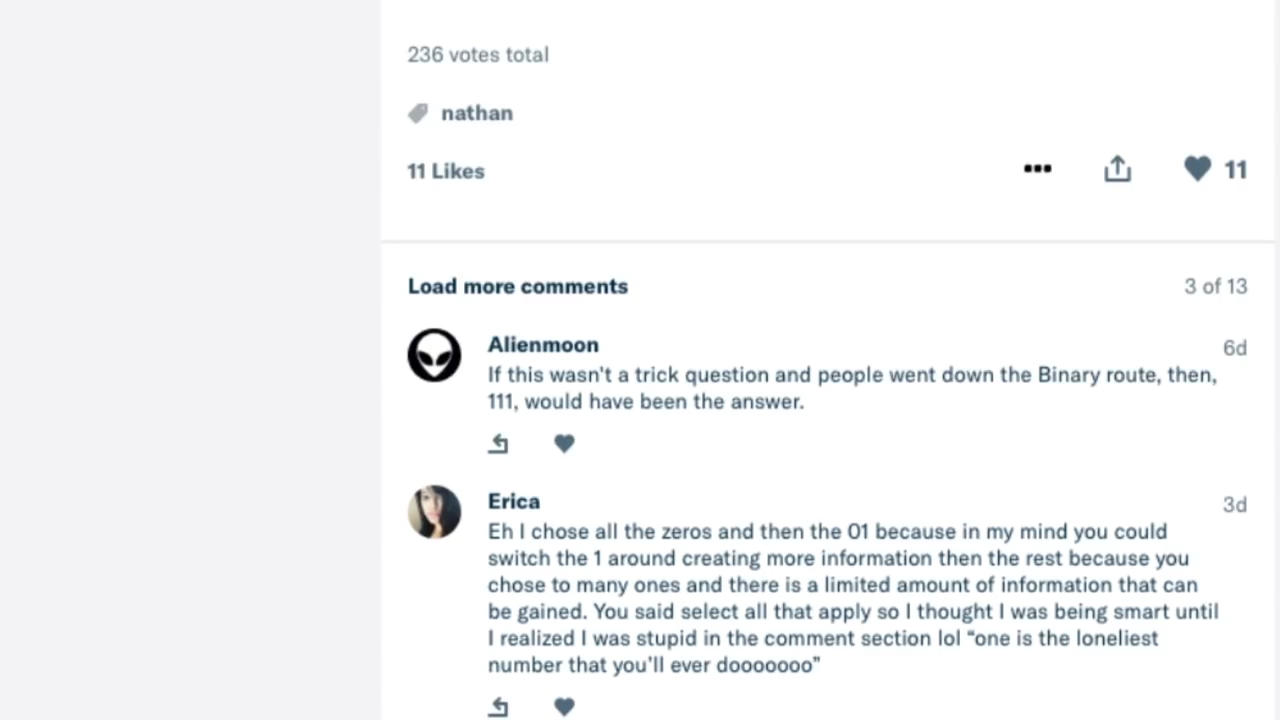 236 votes total
nathan
11 Likes
11
Load more comments
3 of 13
Alienmoon
6d
If this wasn't a trick question and people went down the Binary route, then,
111, would have been the answer.
Erica
3d
Eh I chose all the zeros and then the 01 because in my mind you could
switch the 1 around creating more information then the rest because you
chose to many ones and there is a limited amount of information that can
be gained. You said select all that apply so I thought I was being smart until
I realized I was stupid in the comment section lol “one is the loneliest
number that you'll ever dooooooo”